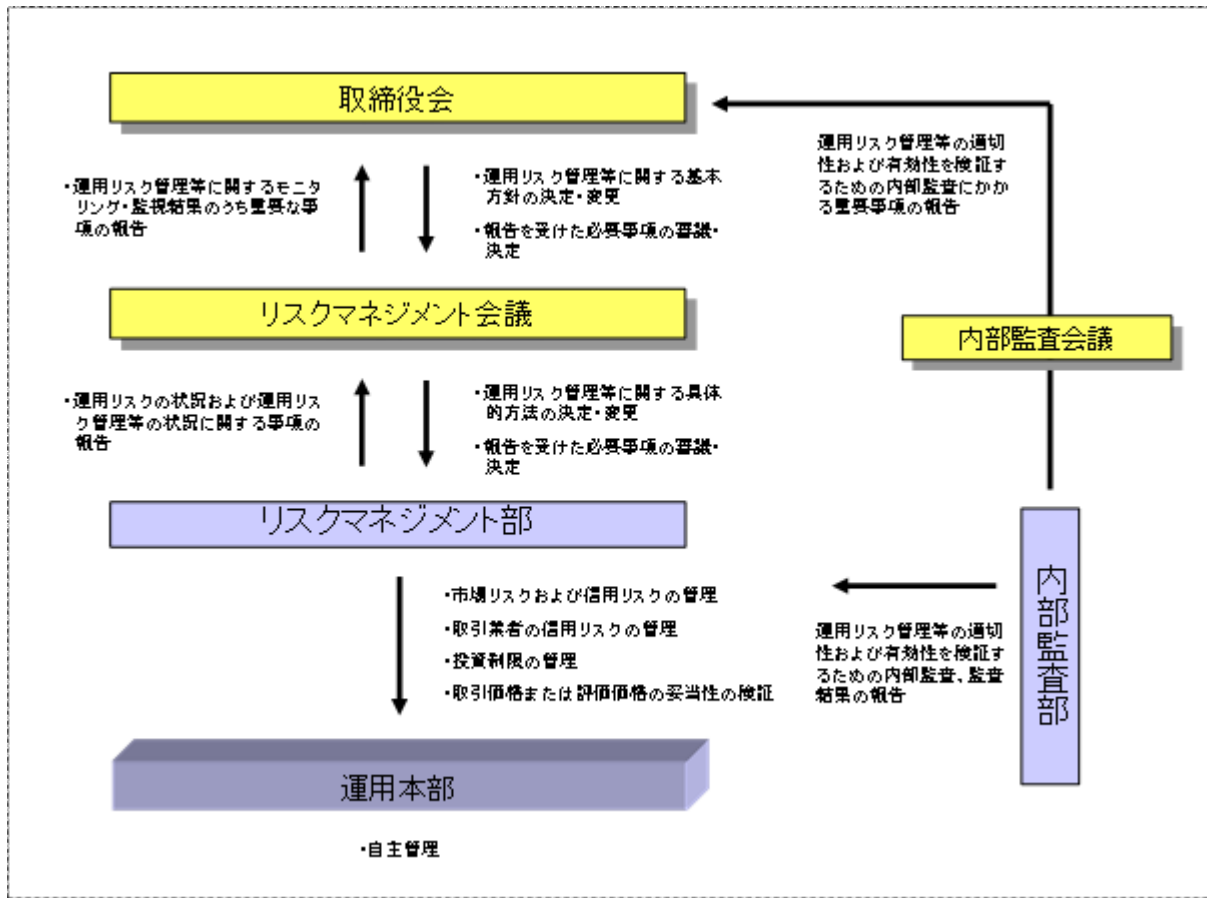 取締役会
・運用リスク管理等に関するモニタ
リング・監視結果のうち重要な事
項の報告
・運用リスク管理等に関する基本
方針の決定・変更
・報告を受けた必要事項の審議・
決定
運用リスク管理等の適切
性および有効性を検証す
るための内部監査にかか
る重要事項の報告
リスクマネジメント会議
内部監査会議
・運用リスクの状況および運用リス
ク管理等の状況に関する事項の
報告
・運用リスク管理等に関する具体
的方法の決定・変更
・報告を受けた必要事項の審議・
決定
リスクマネジメント部
内部監査部
・市場リスクおよび信用リスクの管理
・取引業者の信用リスクの管理
・投資制限の管理
・取引価格または評価価格の妥当性の検証
運用リスク管理等の適切
性および有効性を検証す
るための内部監査、監査
結果の報告
運用本部
・自主管理